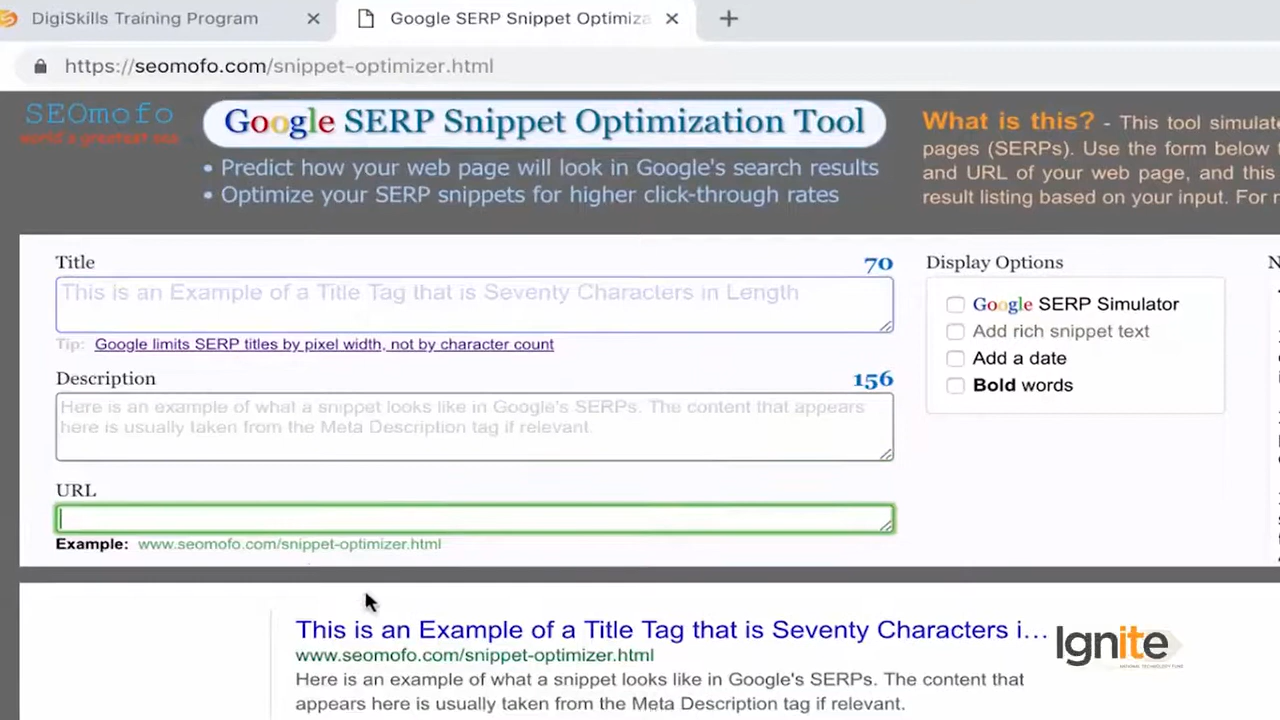 DigiSkills Training Program
Google SERP Snippet Optimiza
https://seomofo.com/snippet-optimizer.html
SEOmofo
world's greatest seo
Google SERP Snippet Optimization Tool
• Predict how your web page will look in Google's search results
• Optimize your SERP snippets for higher click-through rates
What is this? - This tool simulate
pages (SERPs). Use the form below t
and URL of your web page, and this
result listing based on your input. For
Title
70
This is an Example of a Title Tag that is Seventy Characters in Length
Tip: Google limits SERP titles by pixel width, not by character count
Description
156
Here is an example of what a snippet looks like in Google's SERPs. The content that appears
here is usually taken from the Meta Description tag if relevant.
URL
Example: www.seomofo.com/snippet-optimizer.html
Display Options
Google SERP Simulator
Add rich snippet text
Add a date
Bold words
N
This is an Example of a Title Tag that is Seventy Characters i...
www.seomofo.com/snippet-optimizer.html
Here is an example of what a snippet looks like in Google's SERPs. The content that
appears here is usually taken from the Meta Description tag if relevant.
Ignite
NATIONAL TECHNOLOGY FUND